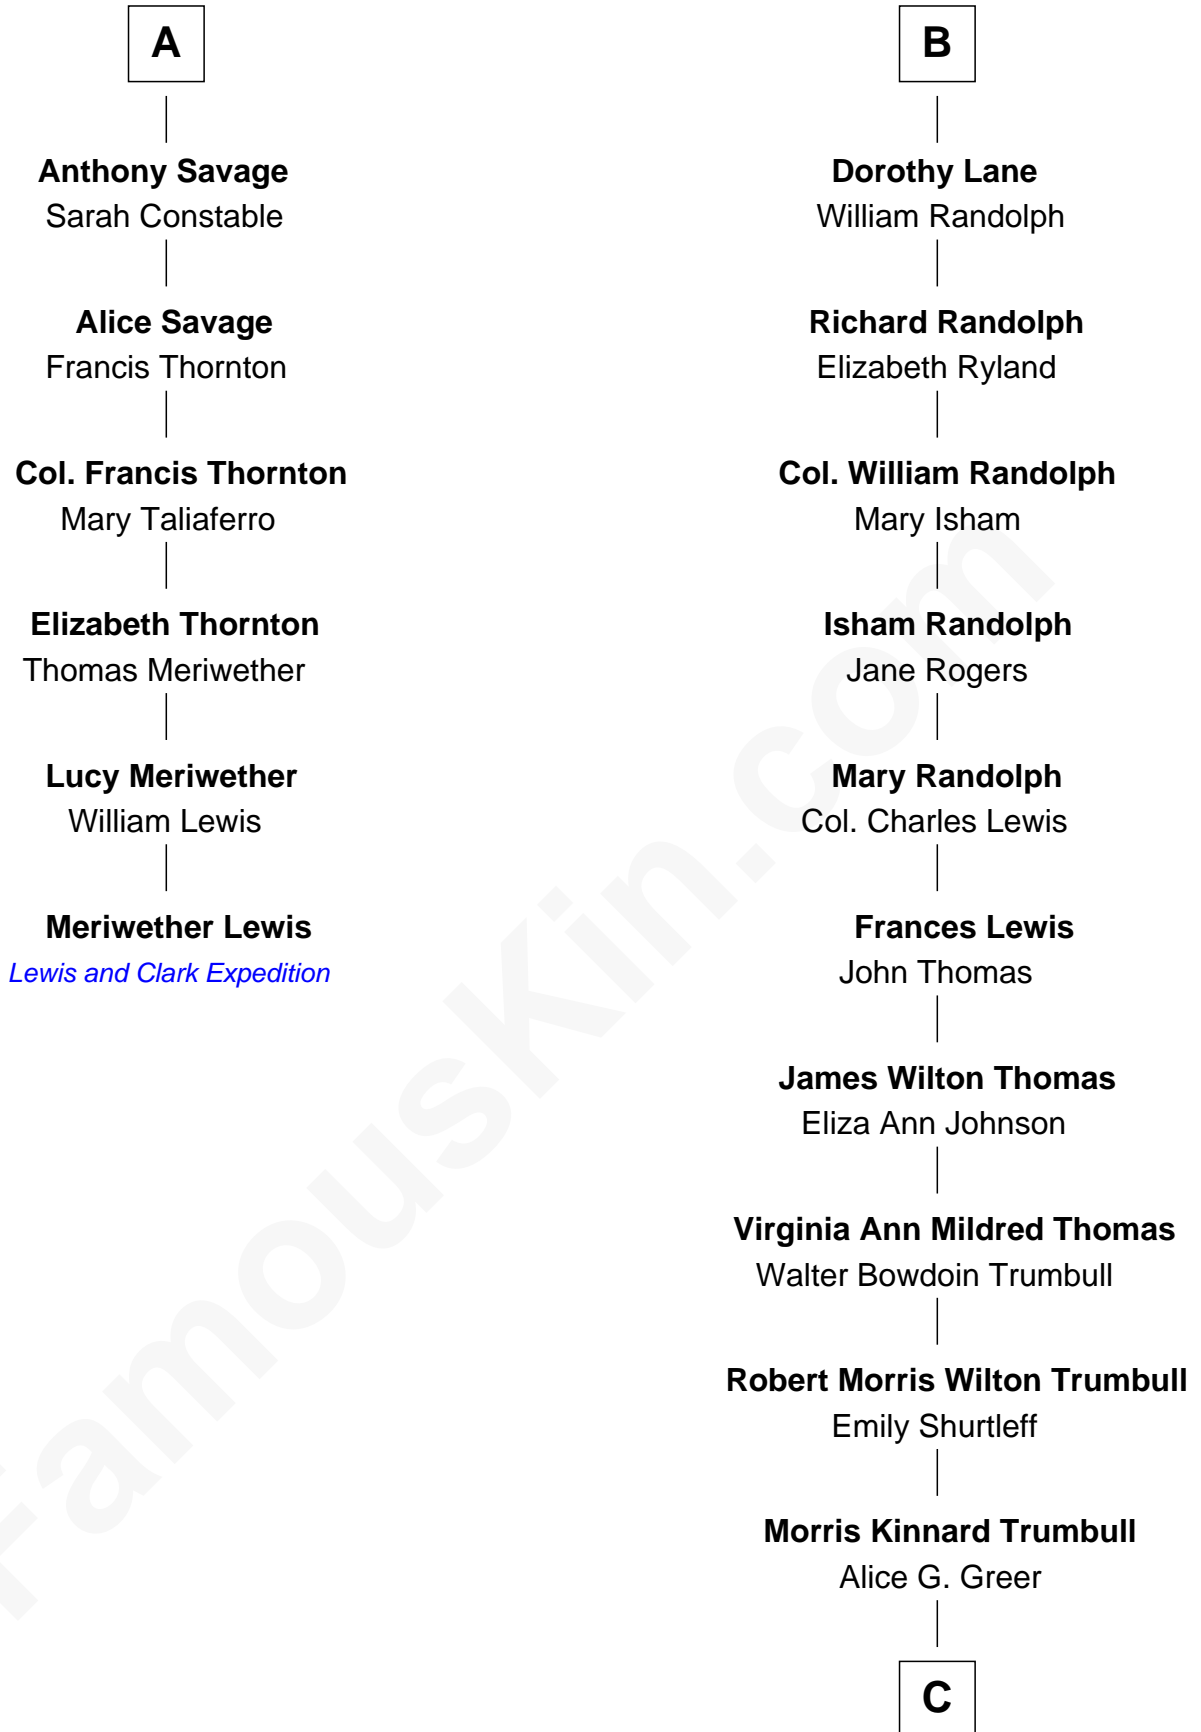 A
Anthony Savage
Sarah Constable
Alice Savage
Francis Thornton
Col. Francis Thornton
Mary Taliaferro
Elizabeth Thornton
Thomas Meriwether
Lucy Meriwether
William Lewis
Meriwether Lewis
Lewis and Clark Expedition
B
Dorothy Lane
William Randolph
Richard Randolph
Elizabeth Ryland
Col. William Randolph
Mary Isham
Isham Randolph
Jane Rogers
Mary Randolph
Col. Charles Lewis
Frances Lewis
John Thomas
James Wilton Thomas
Eliza Ann Johnson
Virginia Ann Mildred Thomas
Walter Bowdoin Trumbull
Robert Morris Wilton Trumbull
Emily Shurtleff
Morris Kinnard Trumbull
Alice G. Greer
C
FamousKin.com